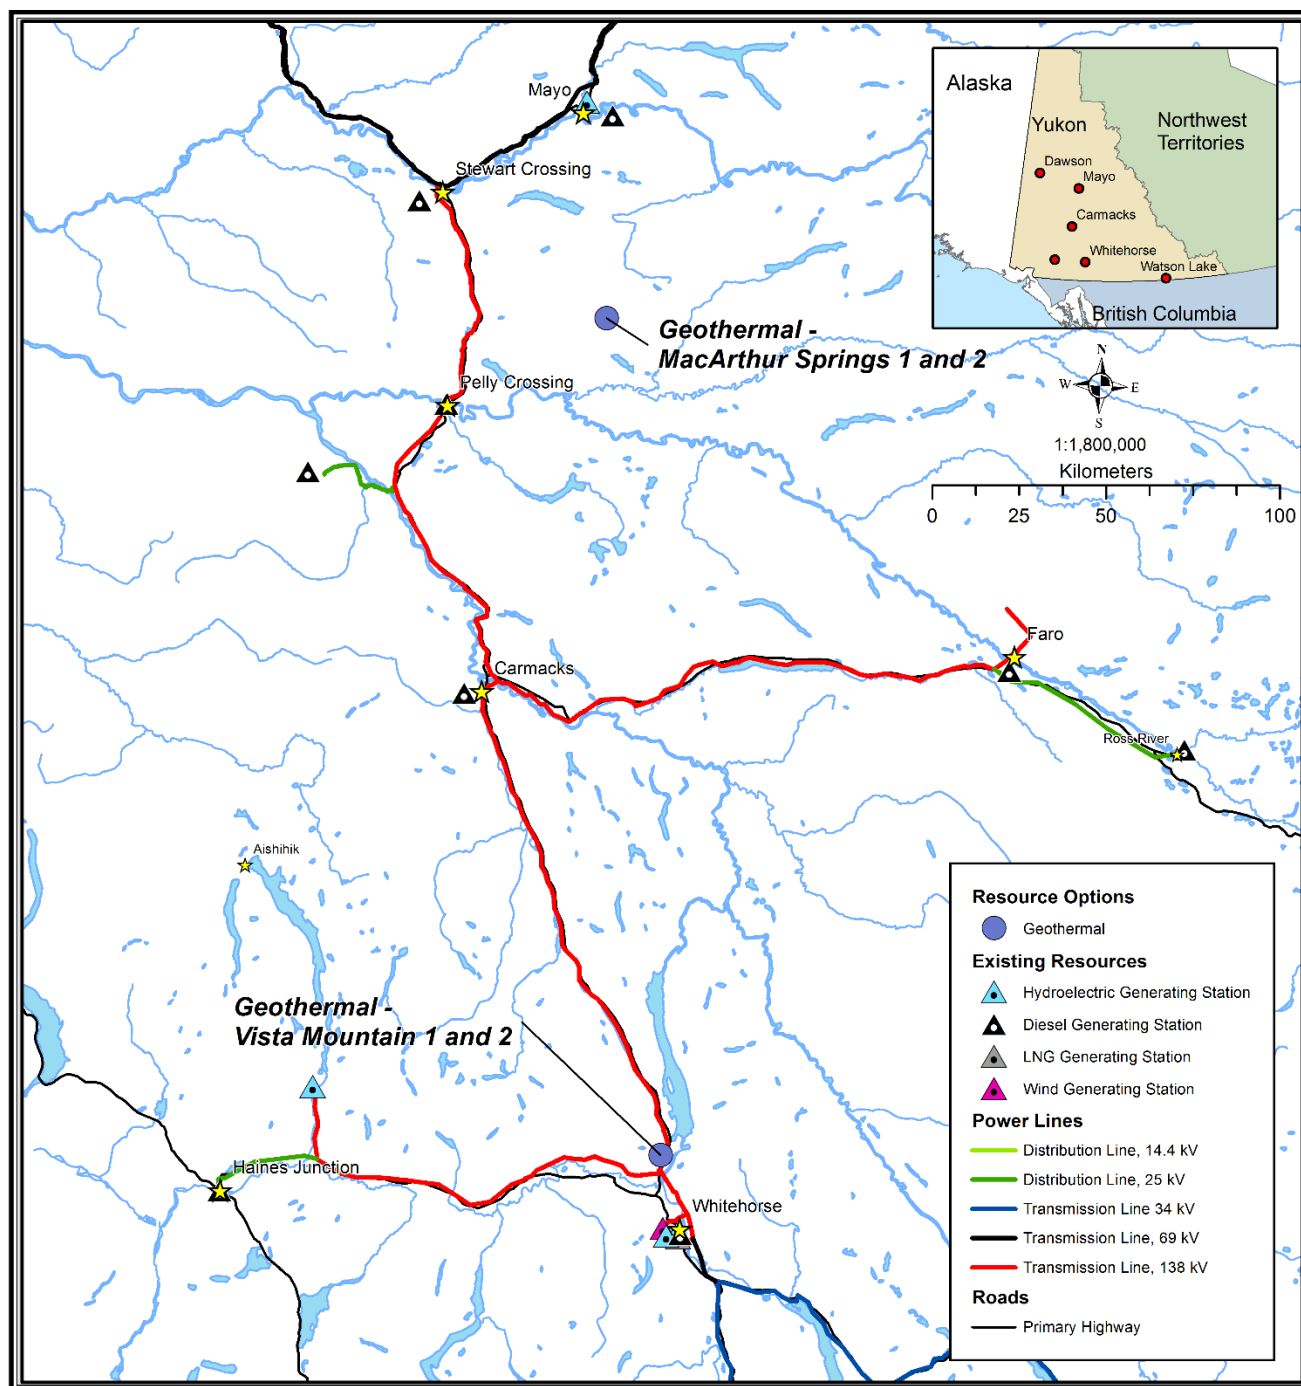 Mayo
Stewart Crossing
Geothermal -
MacArthur Springs 1 and 2
Pelly Crossing
Alaska
Yukon
Northwest
Territories
Dawson
Mayo
Carmacks
Whitehorse
Watson Lake
British Columbia
N
W
E
S
1:1,800,000
Kilometers
0 25 50 100
Faro
Carmacks
Ross River
Aishihik
Geothermal -
Vista Mountain 1 and 2
Haines Junction
Whitehorse
Resource Options
Geothermal
Existing Resources
Hydroelectric Generating Station
Diesel Generating Station
LNG Generating Station
Wind Generating Station
Power Lines
Distribution Line, 14.4 kV
Distribution Line, 25 kV
Transmission Line 34 kV
Transmission Line, 69 kV
Transmission Line, 138 kV
Roads
Primary Highway